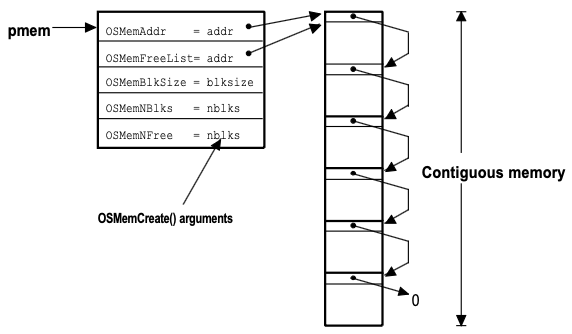 pmem
OSMemAddr = addr
OSMemFreeList= addr
OSMemBlkSize = blksize
OSMemNBlks = nblks
OSMemNFree = nblks
OSMemCreate() arguments
Contiguous memory
0